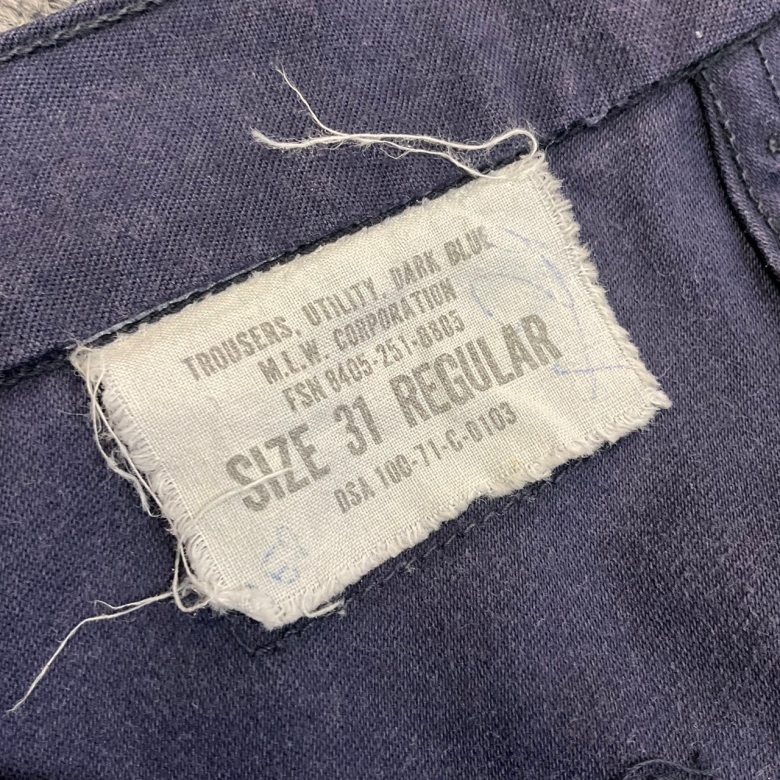 TROUSERS, UTILITY, DARK BLUE
M.L.W. CORPORATION
FSN 8405-251-8805
SIZE 31 REGULAR
DSA 100-71-C-0103